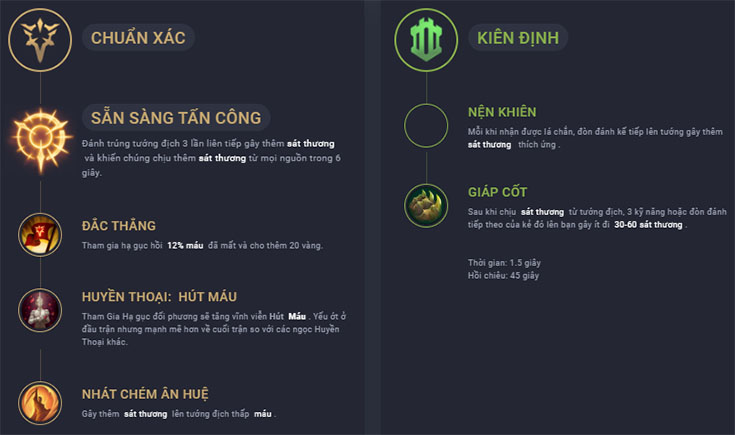 CHUẨN XÁC
SẴN SÀNG TẤN CÔNG
Đánh trúng tướng địch 3 lần liên tiếp gây thêm sát thương
và khiến chúng chịu thêm sát thương từ mọi nguồn trong 6
giây.
ĐẮC THẮNG
Tham gia hạ gục hồi 12% máu đã mất và cho thêm 20 vàng.
HUYỀN THOẠI: HÚT MÁU
Tham Gia Hạ gục đối phương sẽ tăng vĩnh viễn Hút Máu . Yếu ớt ở
đầu trận nhưng mạnh mẽ hơn về cuối trận so với các ngọc Huyền
Thoại khác.
NHÁT CHÉM ÂN HUỆ
Gây thêm sát thương lên tướng địch thấp máu .
KIÊN ĐỊNH
NỆN KHIÊN
Mỗi khi nhận được lá chắn, đòn đánh kế tiếp lên tướng gây thêm
sát thương thích ứng .
GIÁP CỐT
Sau khi chịu sát thương từ tướng địch, 3 kỹ năng hoặc đòn đánh
tiếp theo của kẻ đó lên bạn gây ít đi 30-60 sát thương .
Thời gian: 1.5 giây
Hồi chiêu: 45 giây